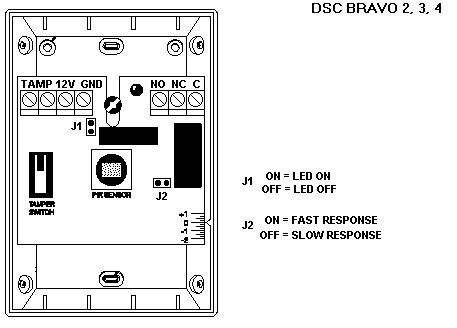 DSC BRAVO 2, 3, 4
TAMP 12V GND
NO NC C
J1
PIR SENSOR
J2
TAMPER
SWITCH
+1
0
-1
-2
J1 ON = LED ON
OFF = LED OFF
J2 ON = FAST RESPONSE
OFF = SLOW RESPONSE